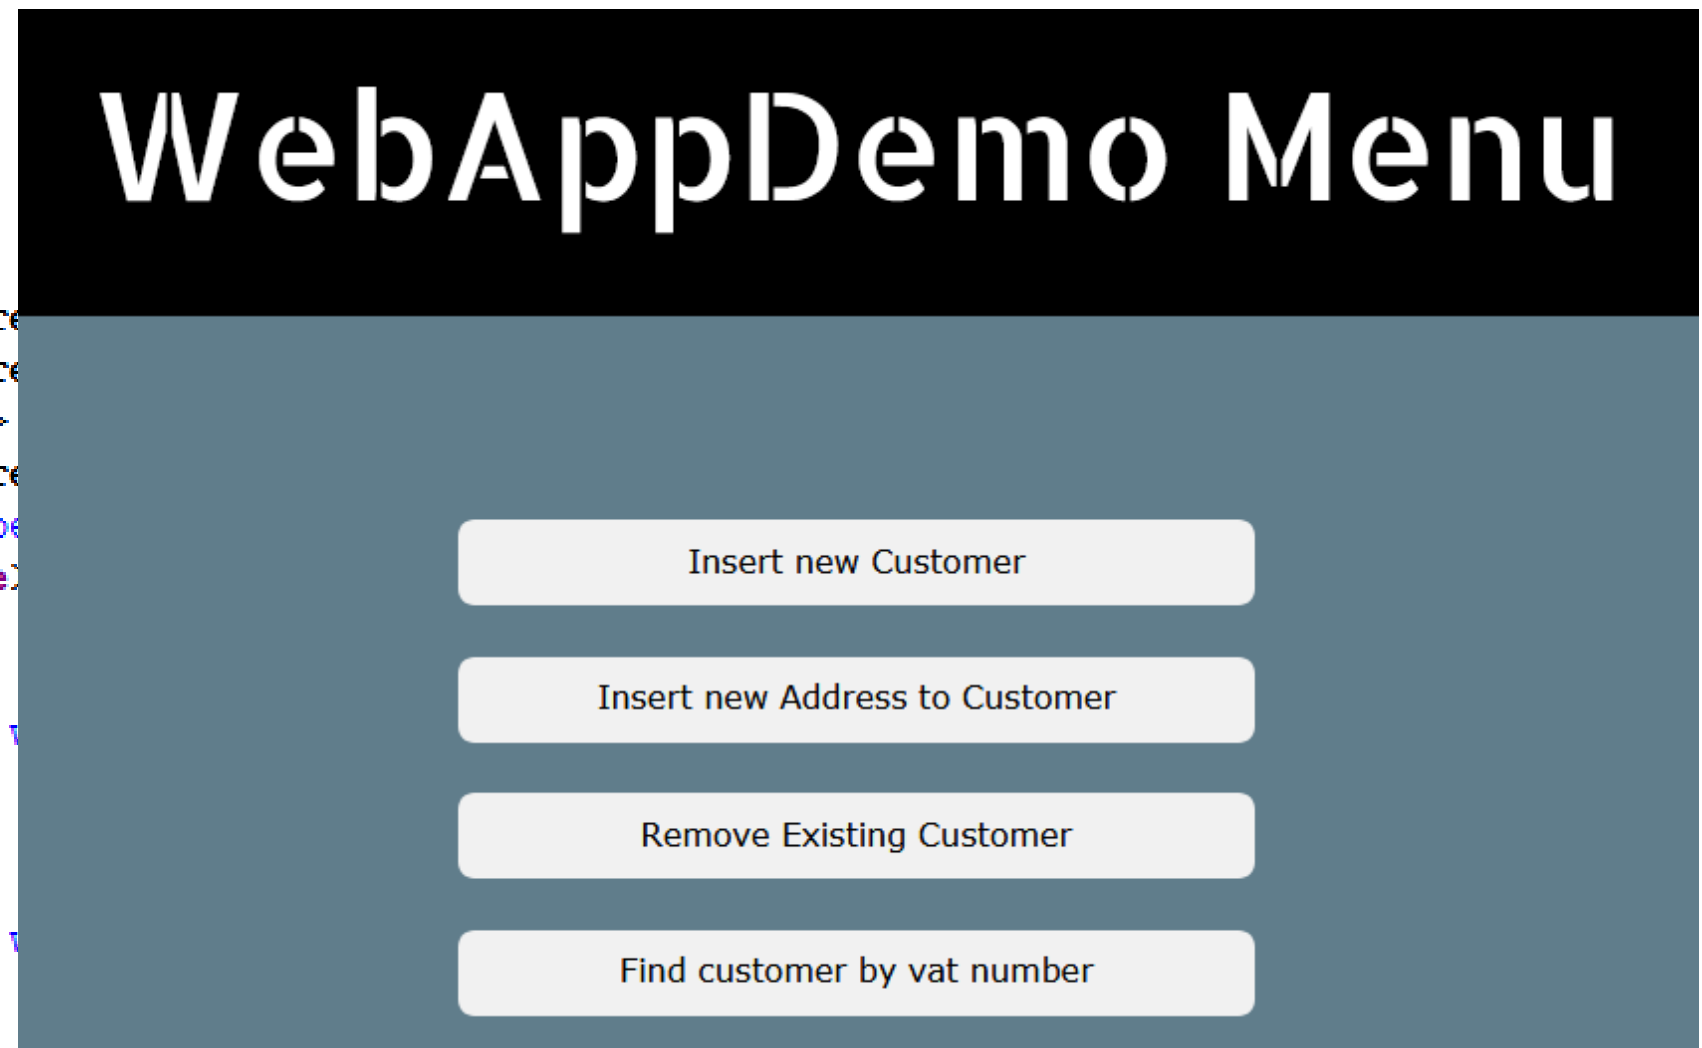 WebAppDemo Menu
Insert new Customer
Insert new Address to Customer
Remove Existing Customer
Find customer by vat number